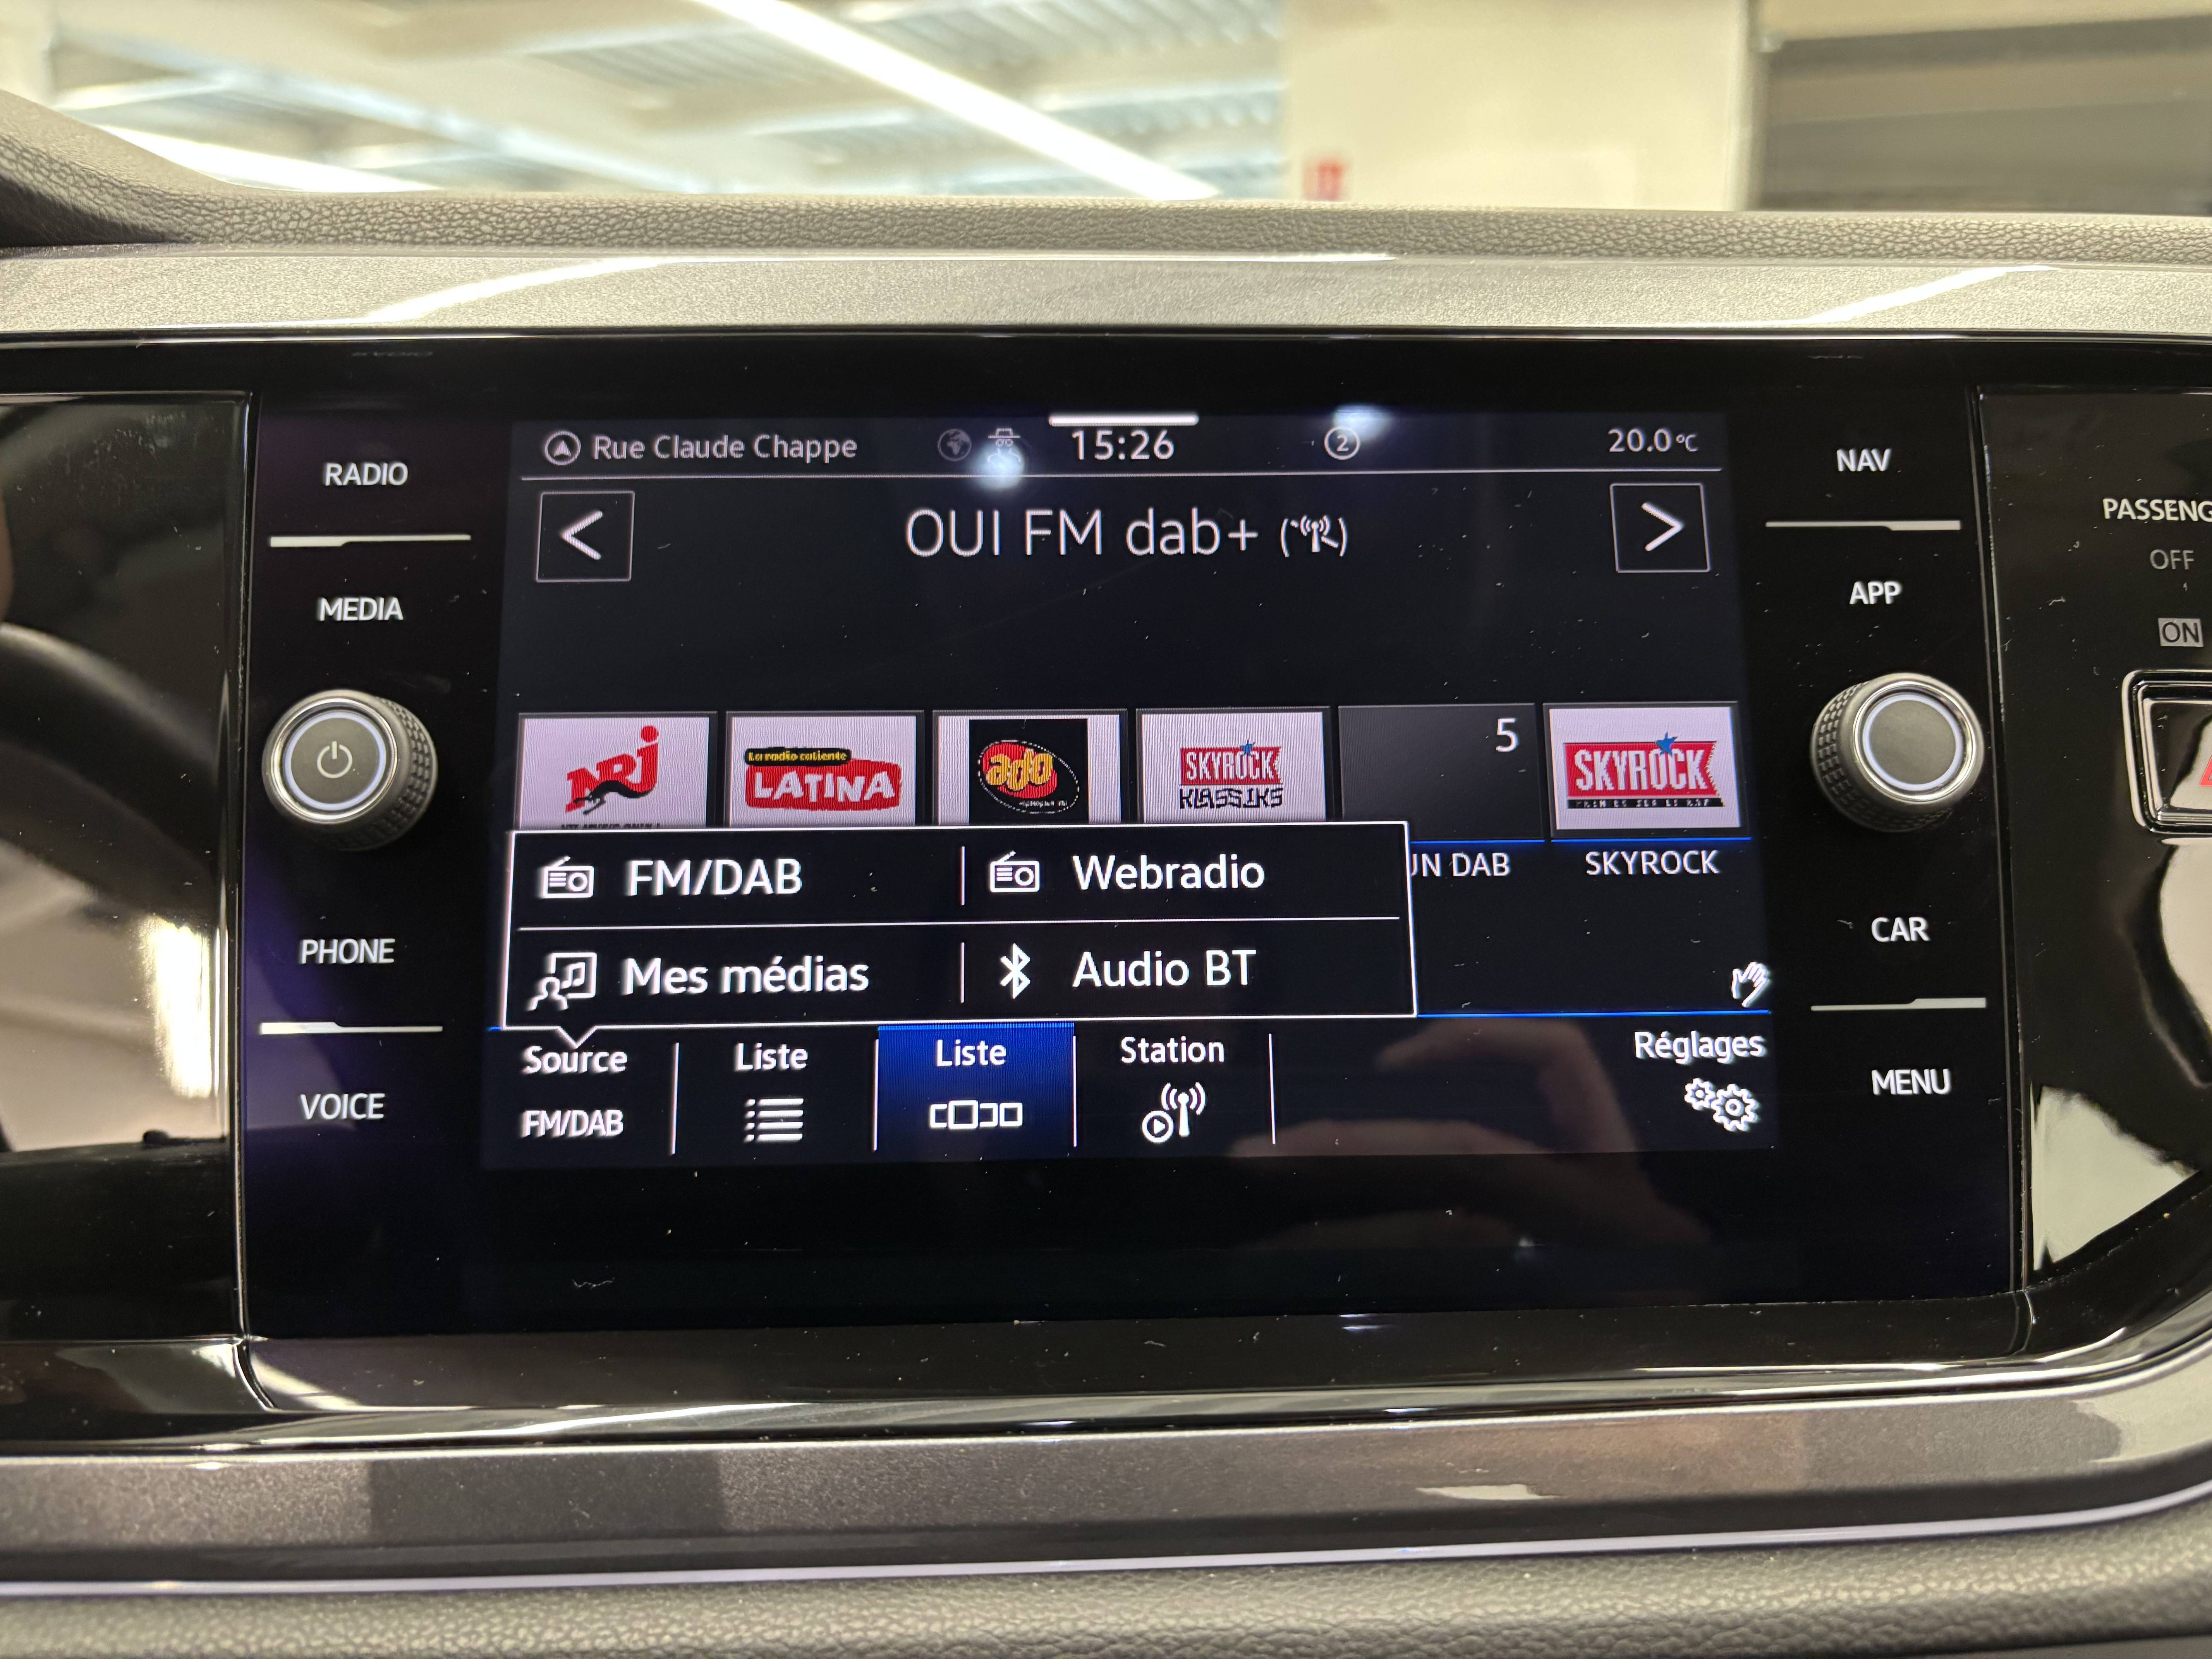 Rue Claude Chappe
15:26
2
20.0°C
RADIO
NAV
OUI FM dab+
PASSENG
OFF
MEDIA
APP
ON
NRJ
La radio caliente
LATINA
ado
SKYROCK
KLASSIKS
5
SKYROCK
UN DAB
SKYROCK
FM/DAB
Webradio
PHONE
CAR
Mes médias
Audio BT
Source
Liste
Liste
Station
Réglages
VOICE
FM/DAB
MENU